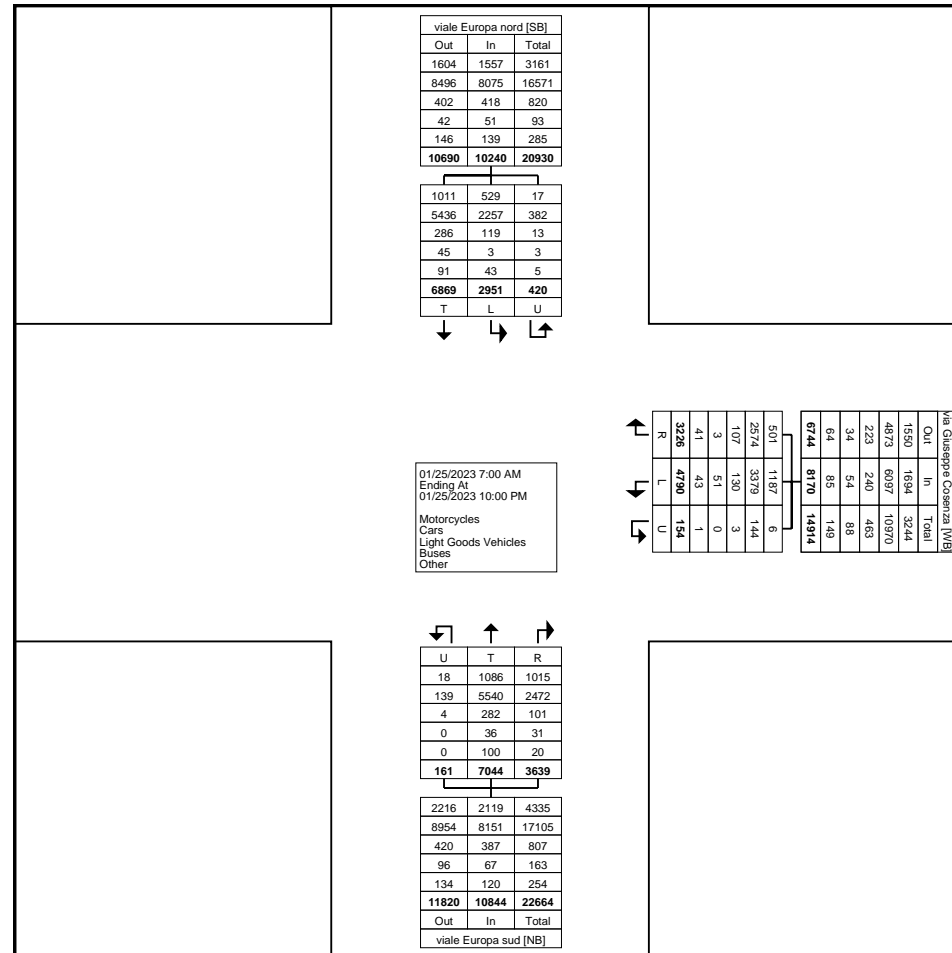 viale Europa nord [SB]
Out In Total
1604 1557 3161
8496 8075 16571
402 418 820
42 51 93
146 139 285
10690 10240 20930
1011 529 17
5436 2257 382
286 119 13
45 3 3
91 43 5
6869 2951 420
T L U
via Giuseppe Cosenza [WB]
Out In Total
1550 1694 3244
4873 6097 10970
223 240 463
34 54 88
64 85 149
6744 8170 14914
501 1187 6
2574 3379 144
107 130 3
3 51 0
41 43 1
3226 4790 154
R L U
01/25/2023 7:00 AM
Ending At
01/25/2023 10:00 PM
Motorcycles
Cars
Light Goods Vehicles
Buses
Other
U T R
18 1086 1015
139 5540 2472
4 282 101
0 36 31
0 100 20
161 7044 3639
2216 2119 4335
8954 8151 17105
420 387 807
96 67 163
134 120 254
11820 10844 22664
Out In Total
viale Europa sud [NB]